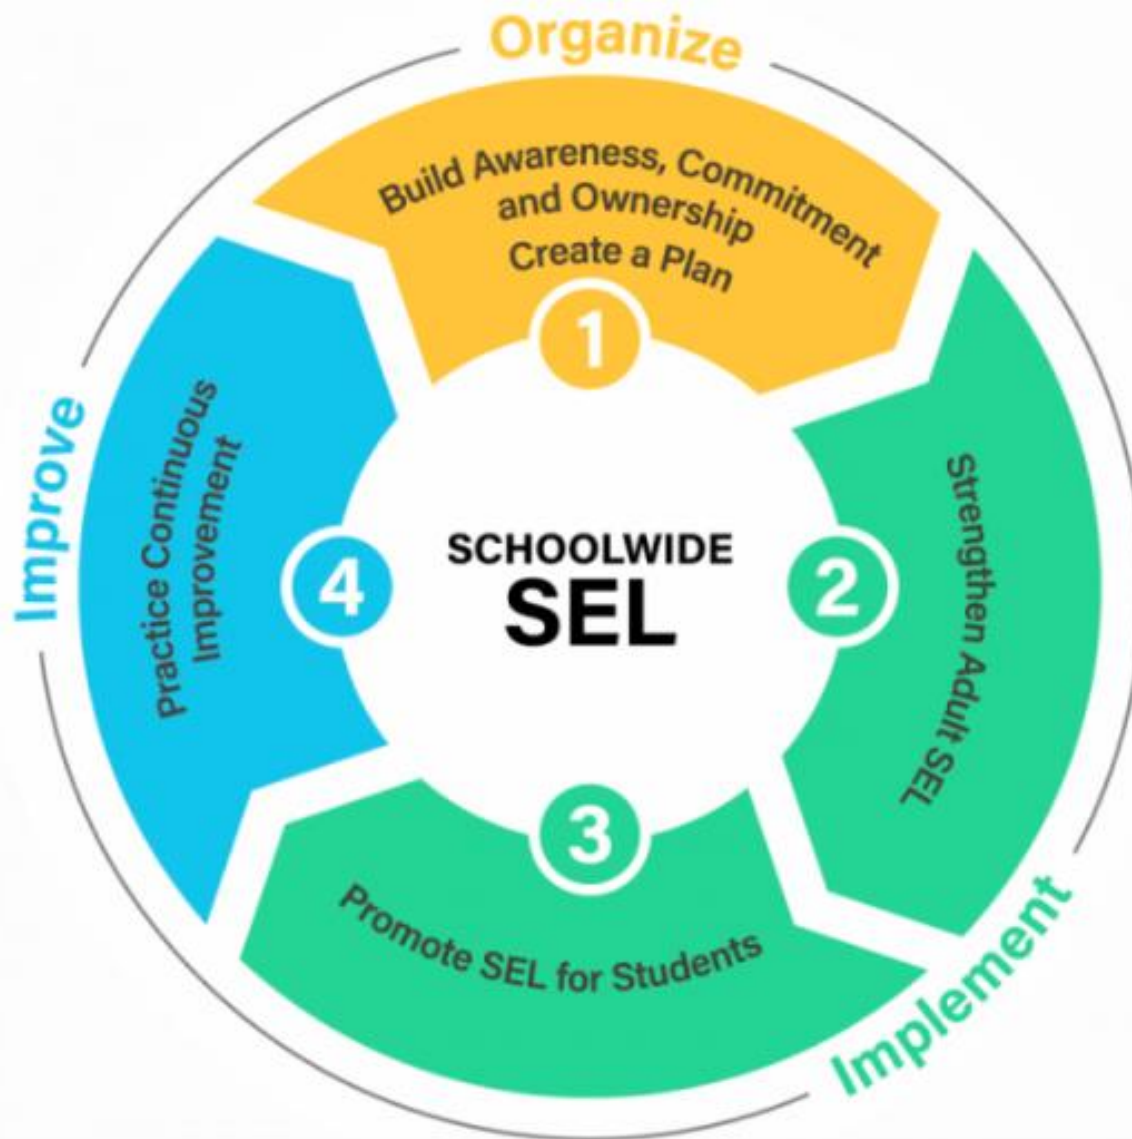 Organize
Build Awareness, Commitment
and Ownership
Create a Plan
1
Strengthen Adult SEL
2
Implement
Promote SEL for Students
3
Improve
Practice Continuous
Improvement
4
SCHOOLWIDE
SEL